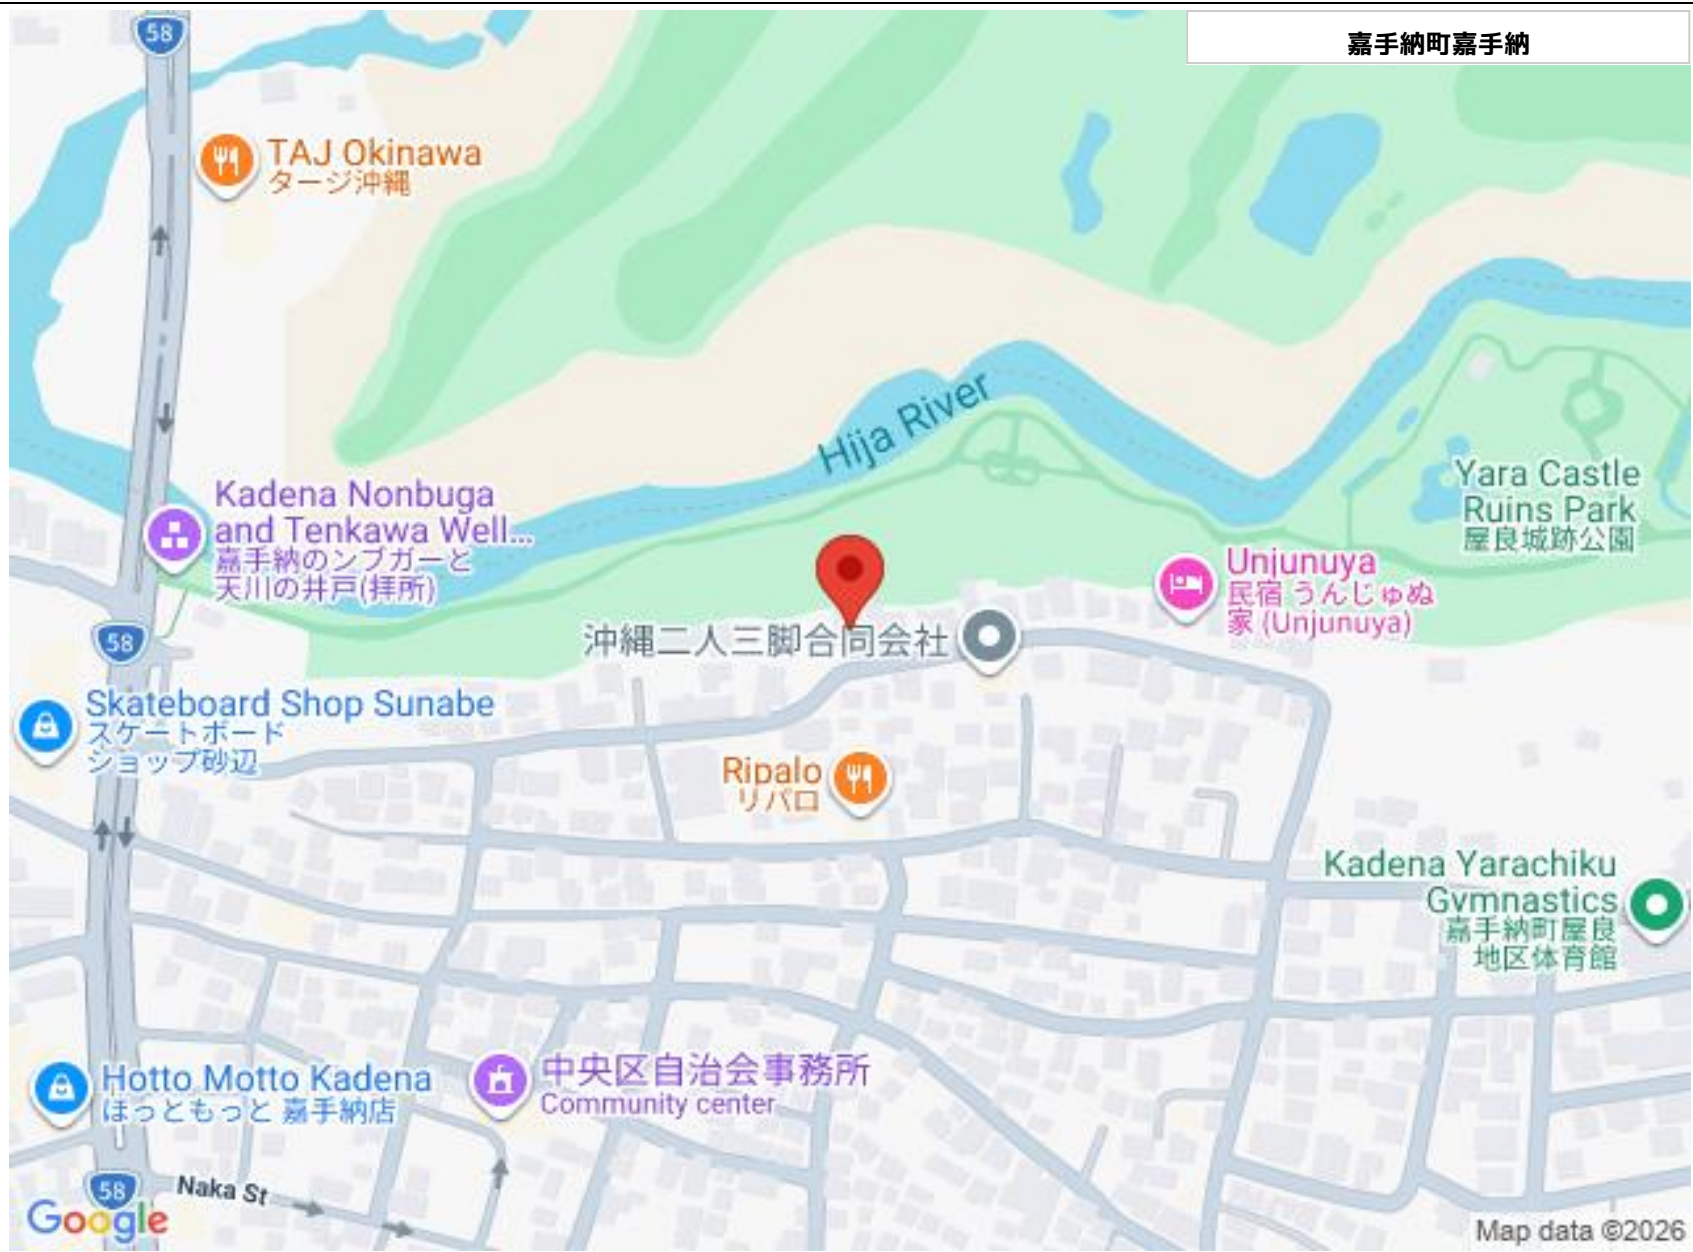 58
嘉手納町嘉手納
TAJ Okinawa
タージ沖縄
Hija River
Kadena Nonbuga
and Tenkawa Well...
嘉手納のンブガーと
天川の井戸(拝所)
Yara Castle
Ruins Park
屋良城跡公園
Unjunuya
民宿 うんじゅぬ
家 (Unjunuya)
58
沖縄二人三脚合同会社
Skateboard Shop Sunabe
スケートボード
ショップ砂辺
Ripalo
リパロ
Kadena Yarachiku
Gymnastics
嘉手納町屋良
地区体育館
Hotto Motto Kadena
ほっともっと 嘉手納店
中央区自治会事務所
Community center
58
Naka St
Google
Map data ©2026